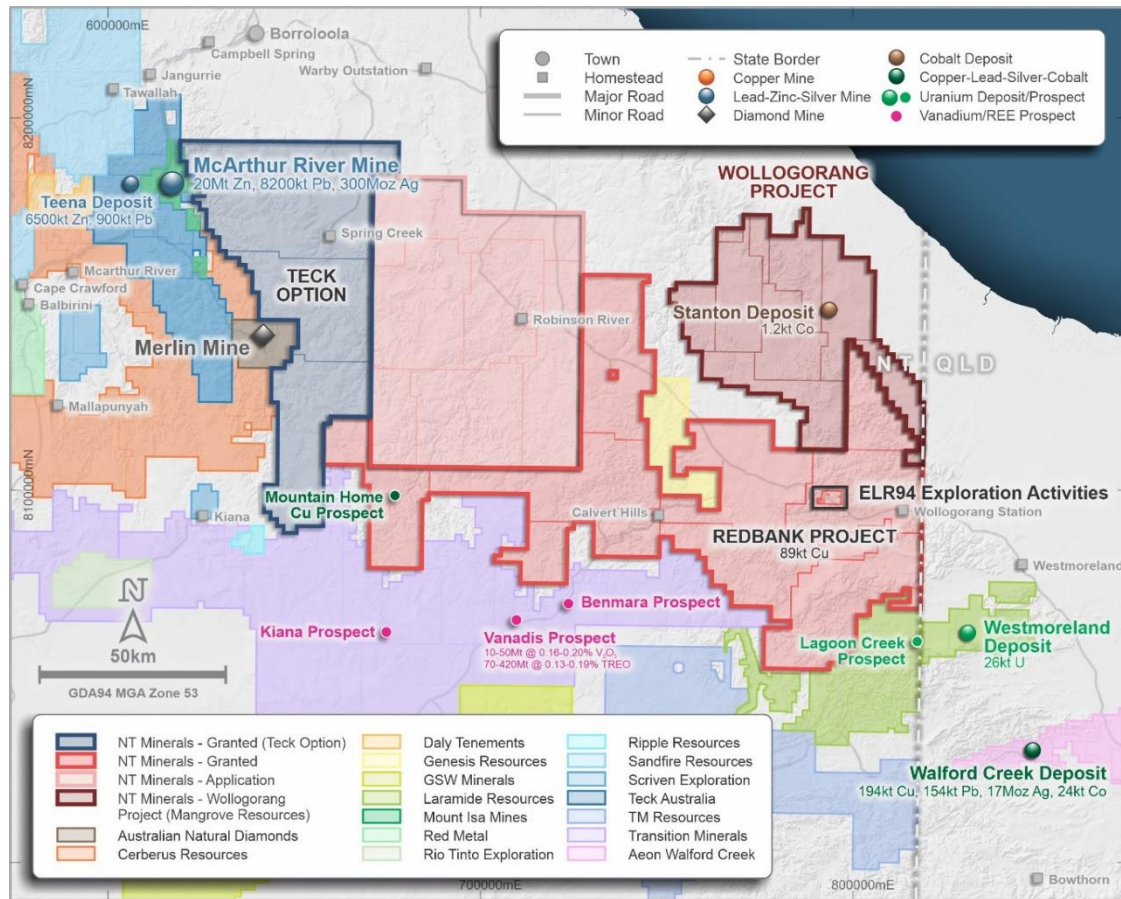 600000mE
Borroloola
Campbell Spring
Jangurrie
Warby Outstation
Tawallah
8200000mN
Town
Homestead
Major Road
Minor Road
State Border
Copper Mine
Lead-Zinc-Silver Mine
Diamond Mine
Cobalt Deposit
Copper-Lead-Silver-Cobalt
Uranium Deposit/Prospect
Vanadium/REE Prospect
McArthur River Mine
20Mt Zn, 8200kt Pb, 300Moz Ag
Teena Deposit
6500kt Zn, 900kt Pb
WOLLOGORANG
PROJECT
Spring Creek
Mcarthur River
Cape Crawford
Balbirini
TECK
OPTION
Stanton Deposit
1.2kt Co
Robinson River
Merlin Mine
NT QLD
Mallapunyah
8100000mN
Mountain Home
Cu Prospect
Kiana
Calvert Hills
ELR94 Exploration Activities
Wollogorang Station
REDBANK PROJECT
89kt Cu
Westmoreland
N
50km
GDA94 MGA Zone 53
Kiana Prospect
Benmara Prospect
Vanadis Prospect
10-50Mt @ 0.16-0.20% V₂O₅
70-420Mt @ 0.13-0.19% TREO
Lagoon Creek
Prospect
Westmoreland
Deposit
26kt U
Walford Creek Deposit
194kt Cu, 154kt Pb, 17Moz Ag, 24kt Co
NT Minerals - Granted (Teck Option)
NT Minerals - Granted
NT Minerals - Application
NT Minerals - Wollogorang
Project (Mangrove Resources)
Australian Natural Diamonds
Cerberus Resources
Daly Tenements
Genesis Resources
GSW Minerals
Laramide Resources
Mount Isa Mines
Red Metal
Rio Tinto Exploration
Ripple Resources
Sandfire Resources
Scriven Exploration
Teck Australia
TM Resources
Transition Minerals
Aeon Walford Creek
700000mE
800000mE
Bowthorn